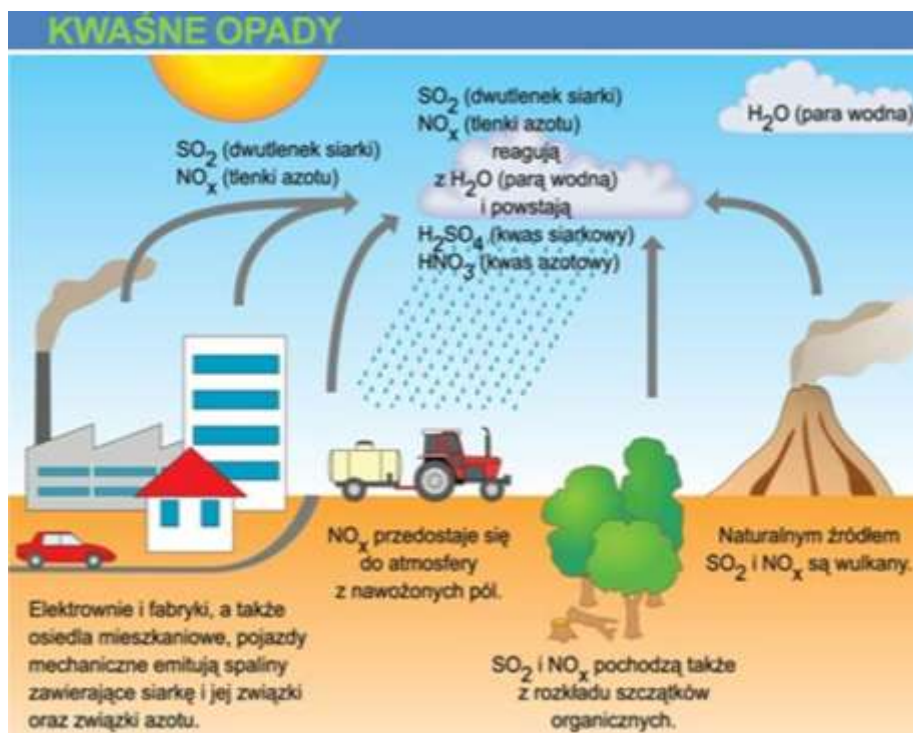 KWAŚNE OPADY
SO₂ (dwutlenek siarki)
NOₓ (tlenki azotu)
SO₂ (dwutlenek siarki)
NOₓ (tlenki azotu)
reagują
z H₂O (parą wodną)
i powstają
H₂SO₄ (kwas siarkowy)
HNO₃ (kwas azotowy)
H₂O (para wodna)
Elektrownie i fabryki, a także
osiedla mieszkaniowe, pojazdy
mechaniczne emitują spaliny
zawierające siarkę i jej związki
oraz związki azotu.
NOₓ przedostaje się
do atmosfery
z nawożonych pól.
SO₂ i NOₓ pochodzą także
z rozkładu szczątków
organicznych.
Naturalnym źródłem
SO₂ i NOₓ są wulkany.